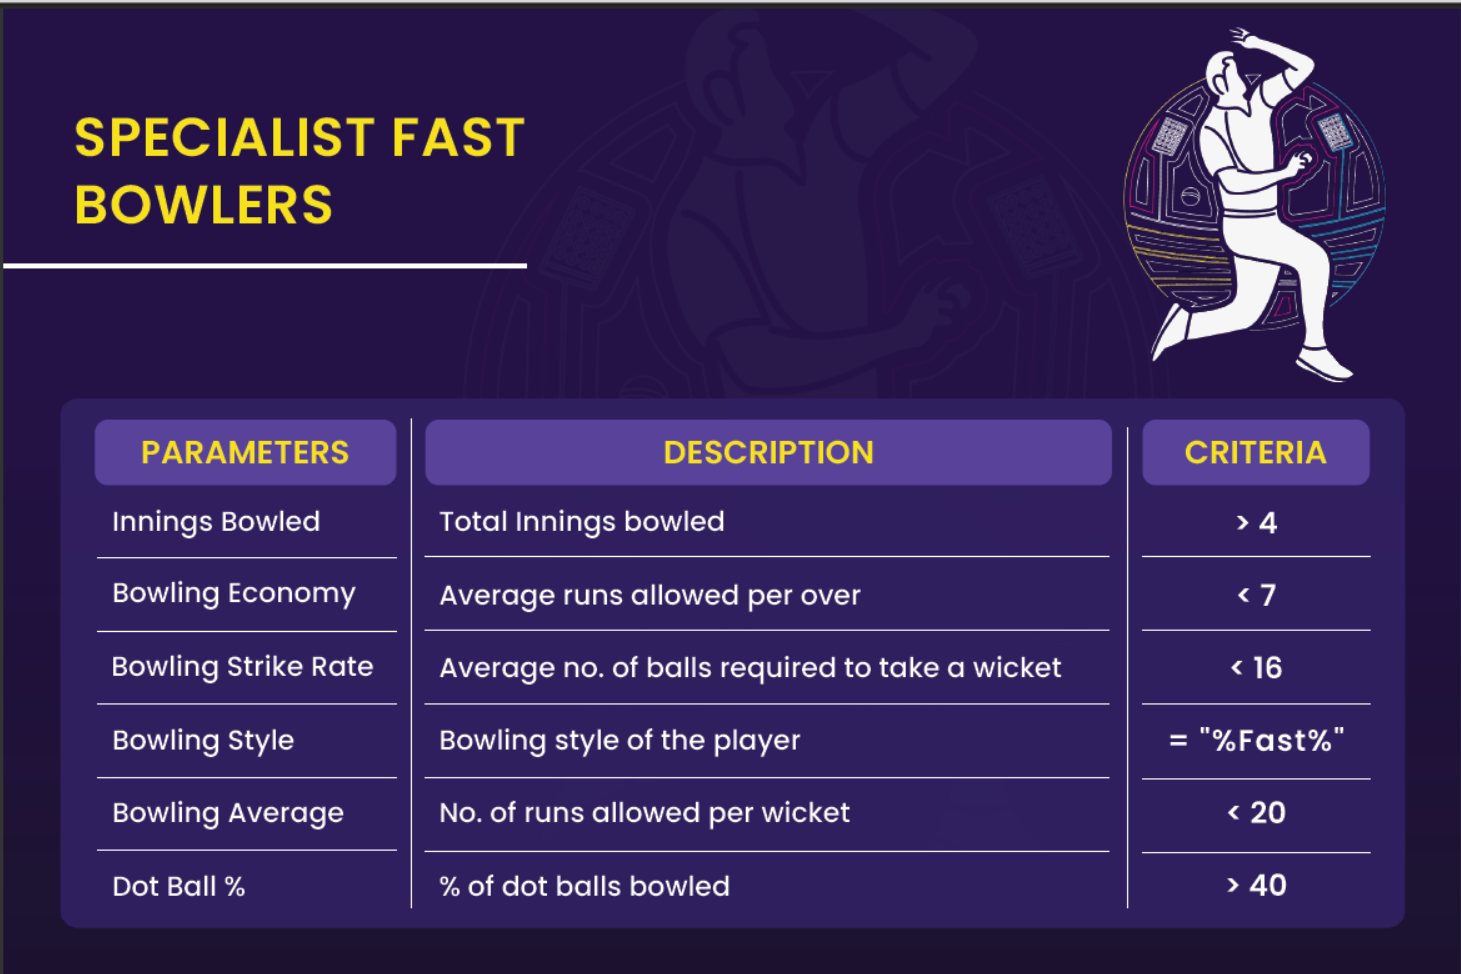 SPECIALIST FAST
BOWLERS
PARAMETERS DESCRIPTION CRITERIA
Innings Bowled Total Innings bowled > 4
Bowling Economy Average runs allowed per over < 7
Bowling Strike Rate Average no. of balls required to take a wicket < 16
Bowling Style Bowling style of the player = "%Fast%"
Bowling Average No. of runs allowed per wicket < 20
Dot Ball % % of dot balls bowled > 40